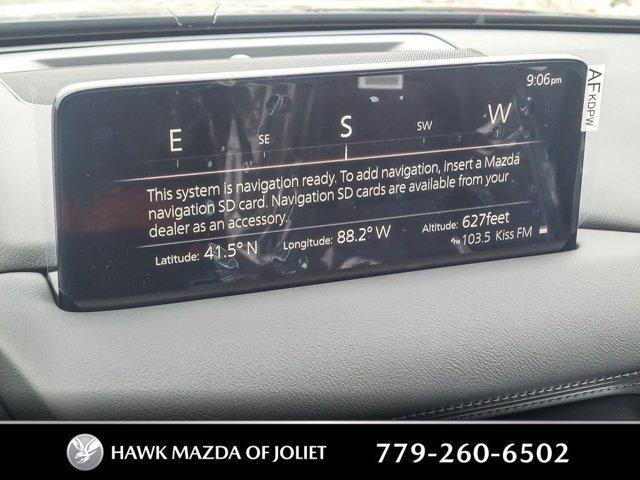 9:06pm
E SE S SW W
This system is navigation ready. To add navigation, insert a Mazda
navigation SD card. Navigation SD cards are available from your
dealer as an accessory.
Latitude: 41.5° N Longitude: 88.2° W Altitude: 627feet
FM 103.5 Kiss FM
AF
KDPW
HAWK MAZDA OF JOLIET 779-260-6502